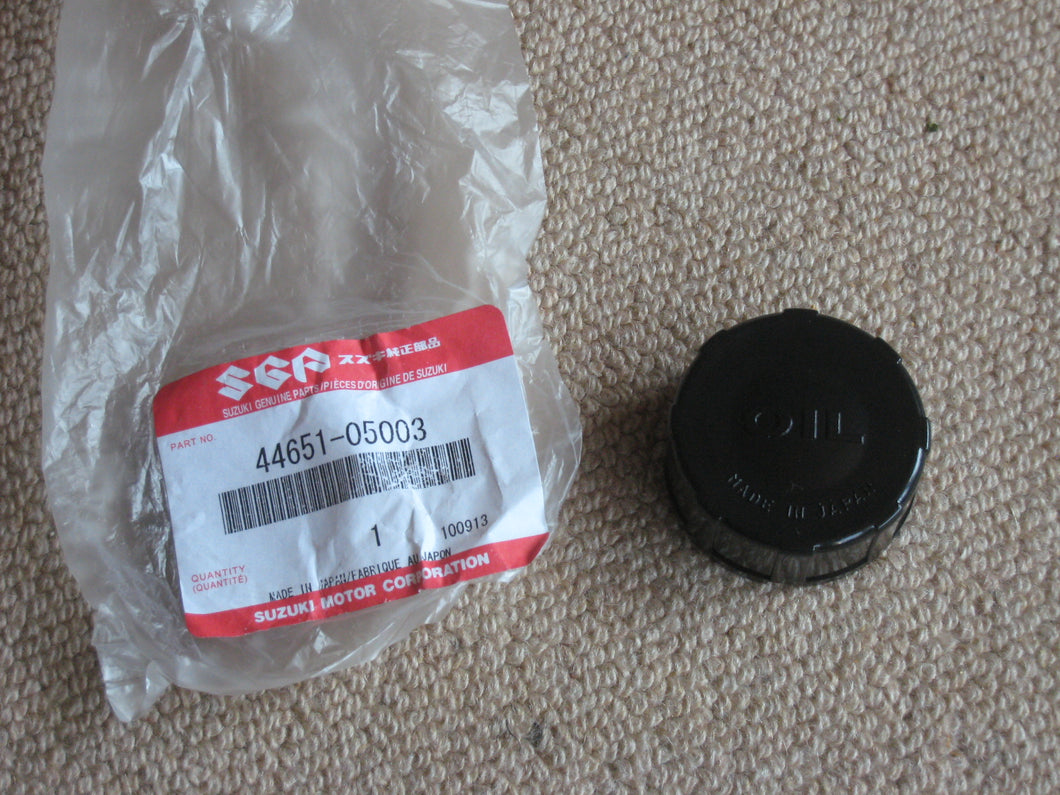 SGP スズキ純正部品
SUZUKI GENUINE PARTS/PIÈCES D'ORIGINE DE SUZUKI
PART NO.
44651-05003
1
100913
QUANTITY
(QUANTITÉ)
MADE IN JAPAN/FABRIQUE AU JAPON
SUZUKI MOTOR CORPORATION
OIL
MADE IN JAPAN